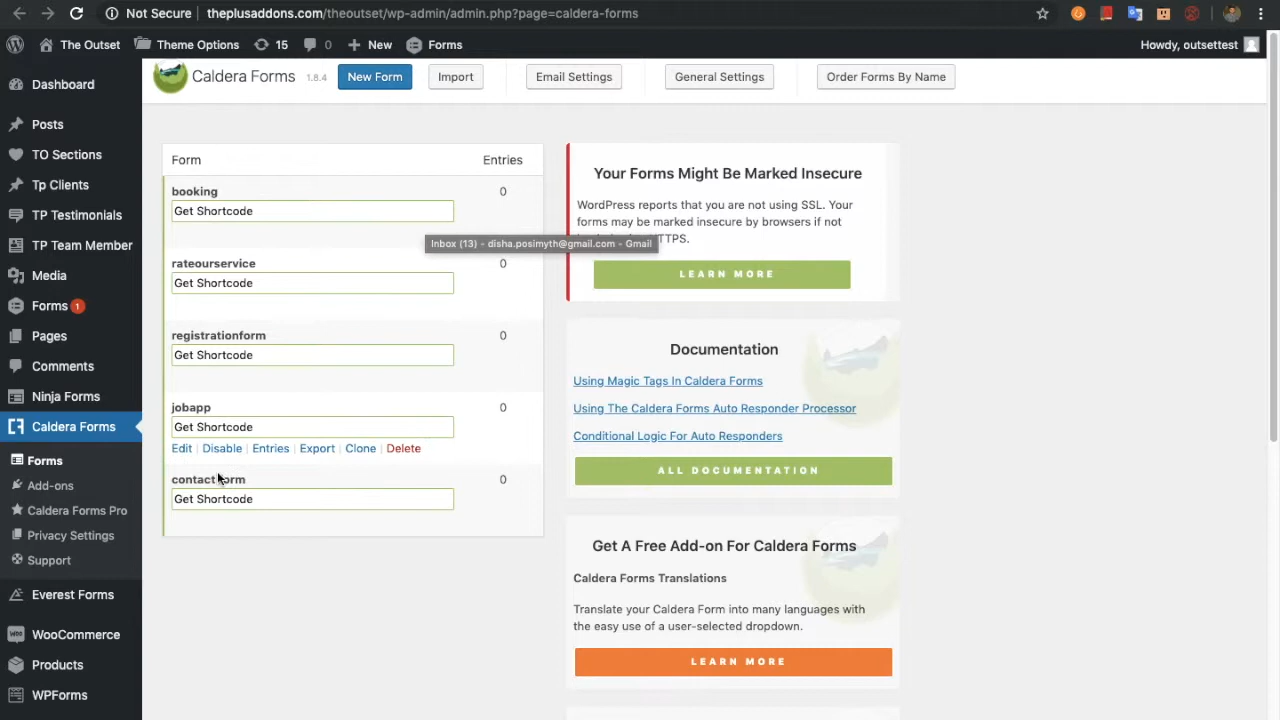 Not Secure
theplusaddons.com/theoutset/wp-admin/admin.php?page=caldera-forms
The Outset
Theme Options
15
0
New
Forms
Howdy, outsettest
Dashboard
Posts
TO Sections
Tp Clients
TP Testimonials
TP Team Member
Media
Forms 1
Pages
Comments
Ninja Forms
Caldera Forms
Forms
Add-ons
Caldera Forms Pro
Privacy Settings
Support
Everest Forms
WooCommerce
Products
WPForms
Caldera Forms 1.8.4
New Form
Import
Email Settings
General Settings
Order Forms By Name
Form Entries
booking 0
Get Shortcode
rateourservice 0
Get Shortcode
registrationform 0
Get Shortcode
jobapp 0
Get Shortcode
Edit | Disable | Entries | Export | Clone | Delete
contact orm 0
Get Shortcode
Inbox (13) - disha.posimyth@gmail.com - Gmail
Your Forms Might Be Marked Insecure
WordPress reports that you are not using SSL. Your
forms may be marked insecure by browsers if not
TPS.
LEARN MORE
Documentation
Using Magic Tags In Caldera Forms
Using The Caldera Forms Auto Responder Processor
Conditional Logic For Auto Responders
ALL DOCUMENTATION
Get A Free Add-on For Caldera Forms
Caldera Forms Translations
Translate your Caldera Form into many languages with
the easy use of a user-selected dropdown.
LEARN MORE